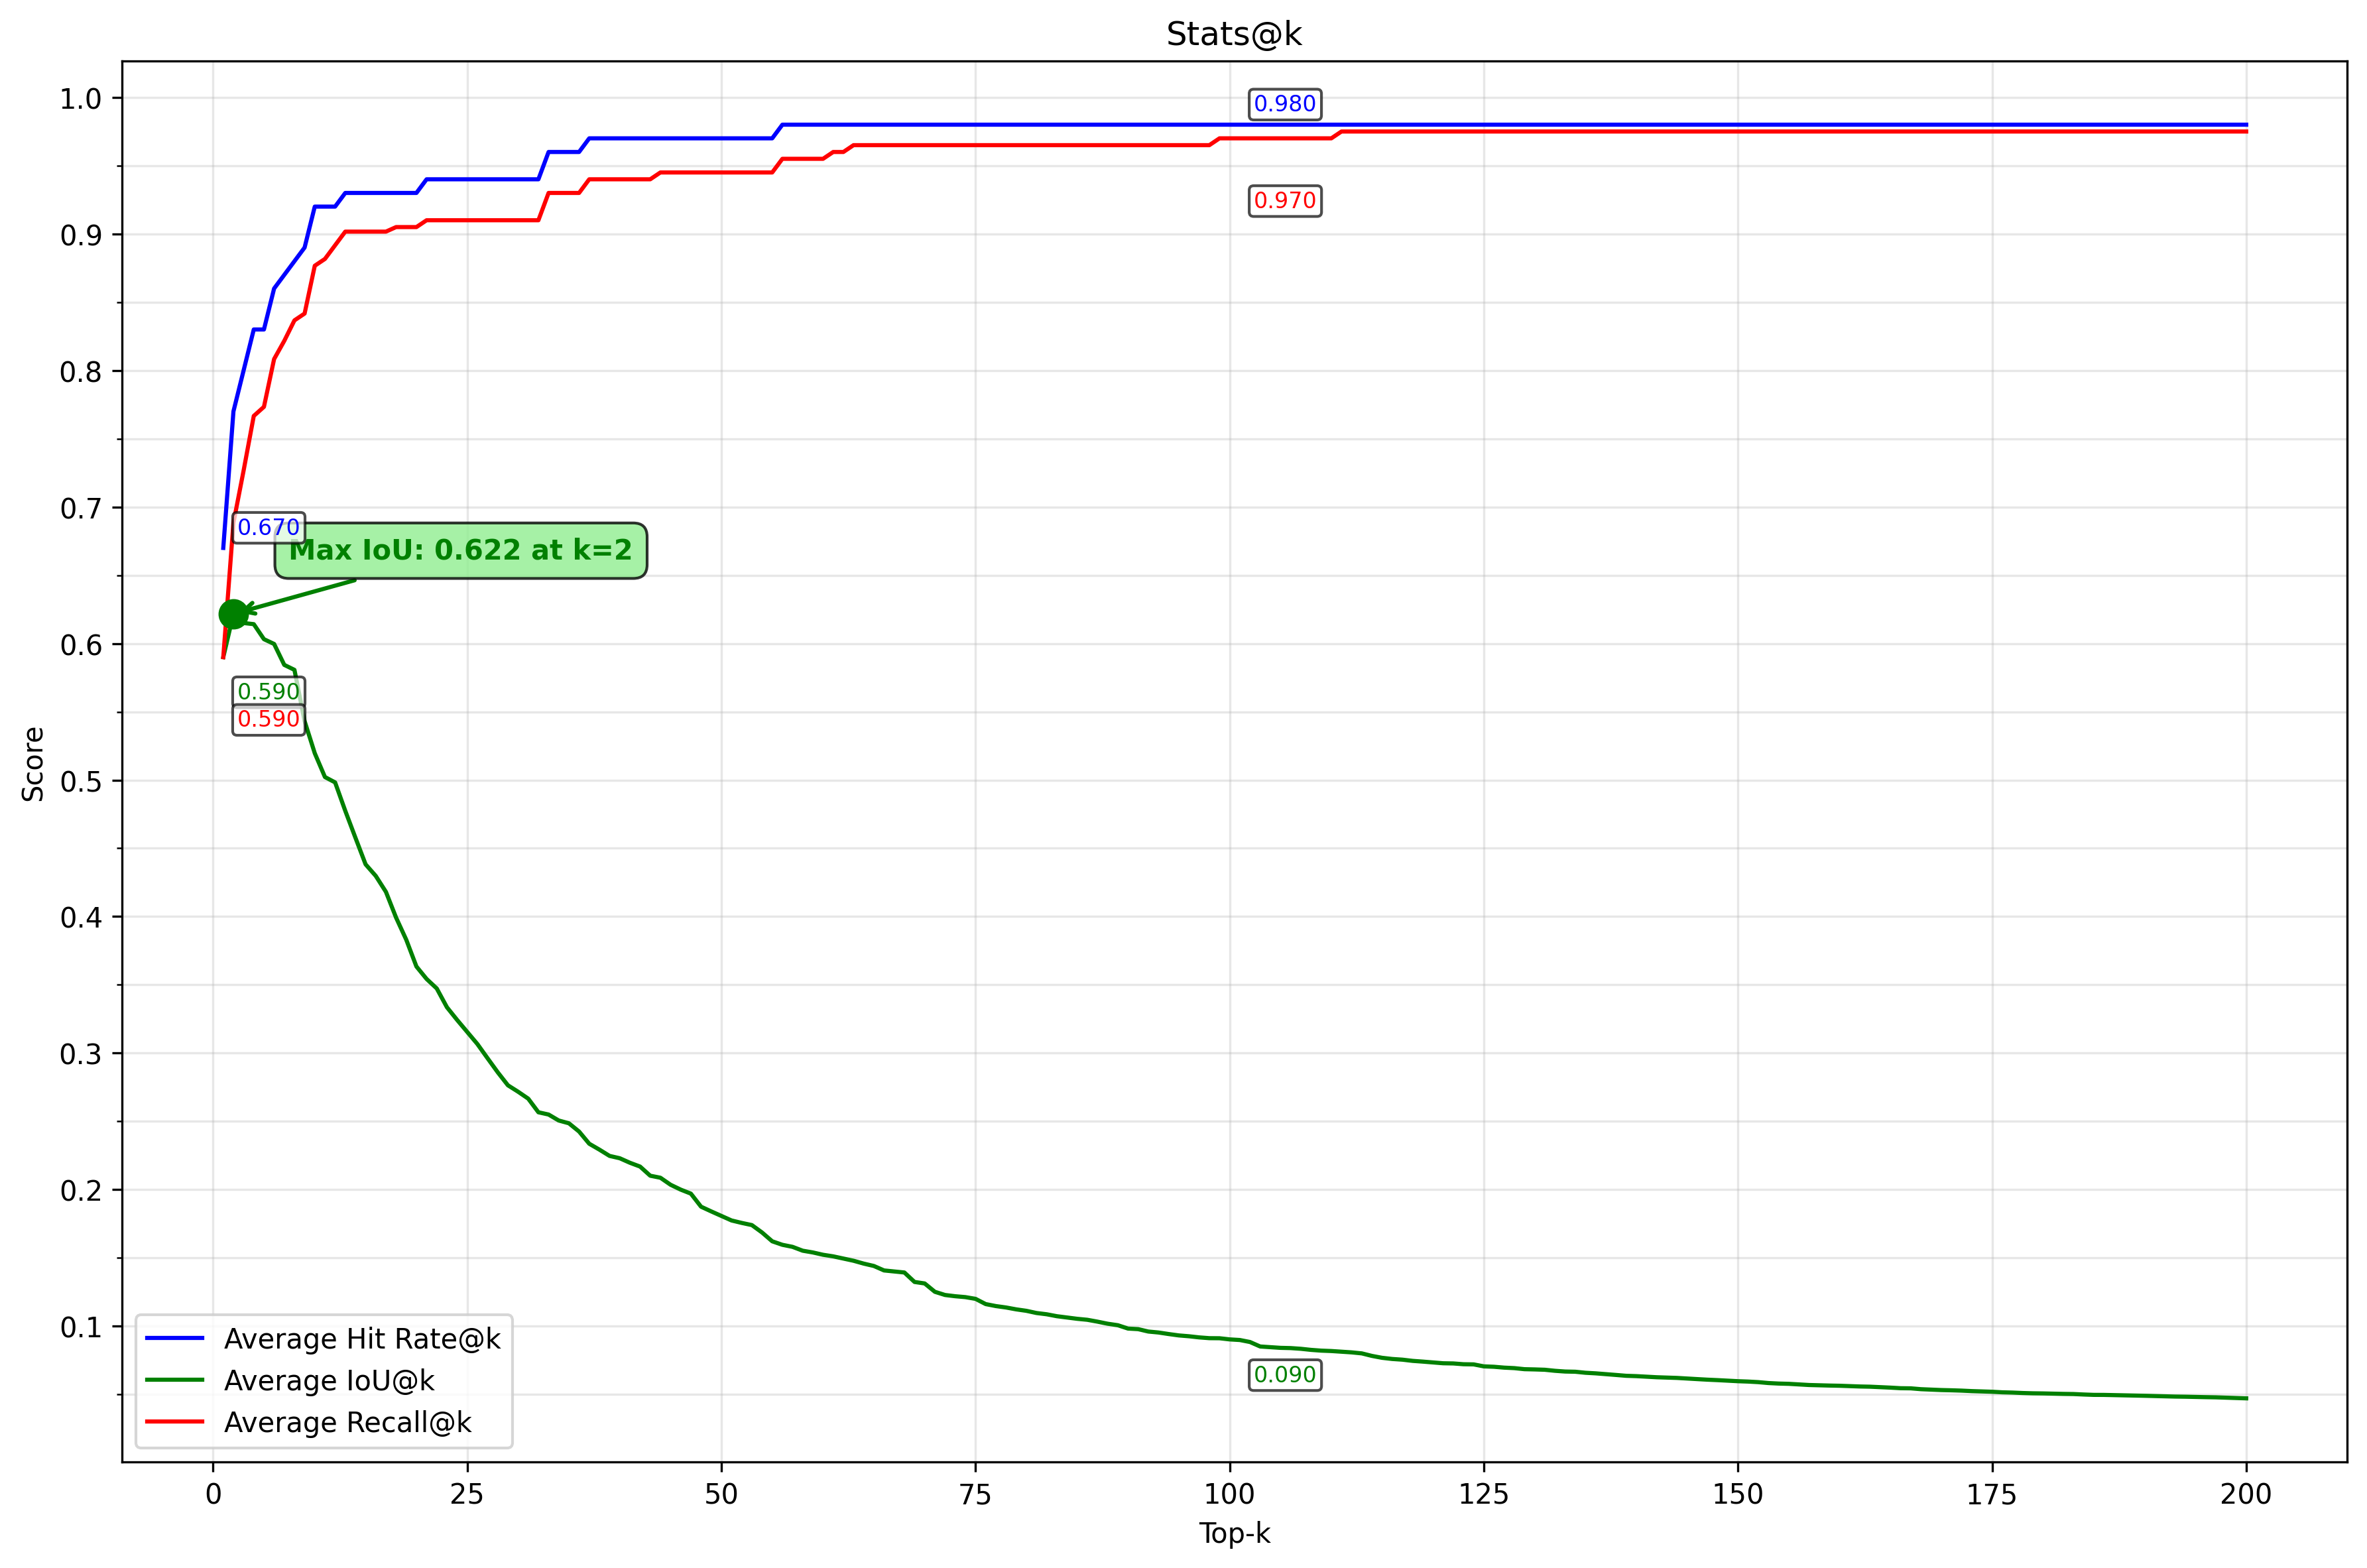 Stats@k
1.0
0.9
0.8
0.7
0.6
0.5
0.4
0.3
0.2
0.1
Score
0.980
0.970
0.670
Max IoU: 0.622 at k=2
0.590
0.590
0.090
Average Hit Rate@k
Average IoU@k
Average Recall@k
0 25 50 75 100 125 150 175 200
Top-k